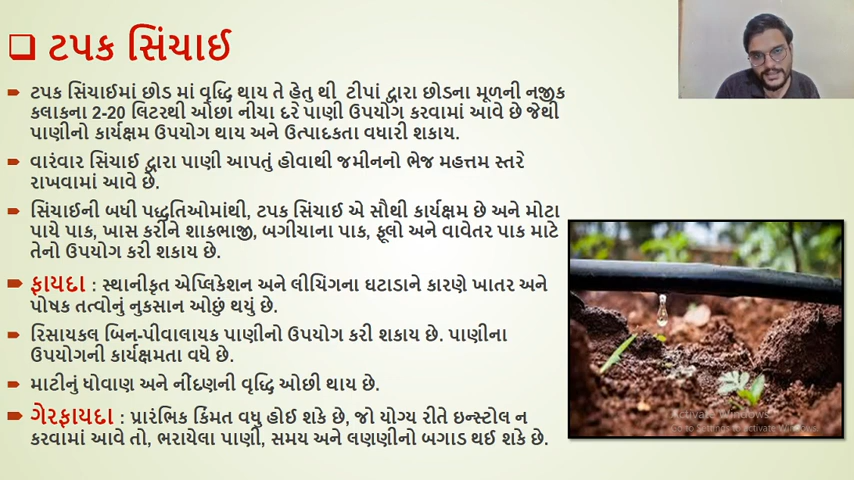 ટપક સિંચાઈ
ટપક સિંચાઈમાં છોડ માં વૃદ્ધિ થાય તે હેતુ થી ટીપાં દ્વારા છોડના મૂળની નજીક
કલાકના 2-20 લિટરથી ઓછા નીચા દરે પાણી ઉપયોગ કરવામાં આવે છે જેથી
પાણીનો કાર્યક્ષમ ઉપયોગ થાય અને ઉત્પાદકતા વધારી શકાય.
વારંવાર સિંચાઈ દ્વારા પાણી આપતું હોવાથી જમીનનો ભેજ મહત્તમ સ્તરે
રાખવામાં આવે છે.
સિંચાઈની બધી પદ્ધતિઓમાંથી, ટપક સિંચાઈ એ સૌથી કાર્યક્ષમ છે અને મોટા
પાયે પાક, ખાસ કરીને શાકભાજી, બગીચાના પાક, ફૂલો અને વાવેતર પાક માટે
તેનો ઉપયોગ કરી શકાય છે.
ફાયદા : સ્થાનીકૃત એપ્લિકેશન અને લીચિંગના ઘટાડાને કારણે ખાતર અને
પોષક તત્વોનું નુકસાન ઓછું થયું છે.
રિસાયકલ બિન-પીવાલાયક પાણીનો ઉપયોગ કરી શકાય છે. પાણીના
ઉપયોગની કાર્યક્ષમતા વધે છે.
માટીનું ધોવાણ અને નીંદણની વૃદ્ધિ ઓછી થાય છે.
ગેરફાયદા : પ્રારંભિક કિંમત વધુ હોઈ શકે છે, જો યોગ્ય રીતે ઇન્સ્ટોલ ન
કરવામાં આવે તો, ભરાયેલા પાણી, સમય અને લણણીનો બગાડ થઈ શકે છે.
Activate Windows
Go to Settings to activate Windows.